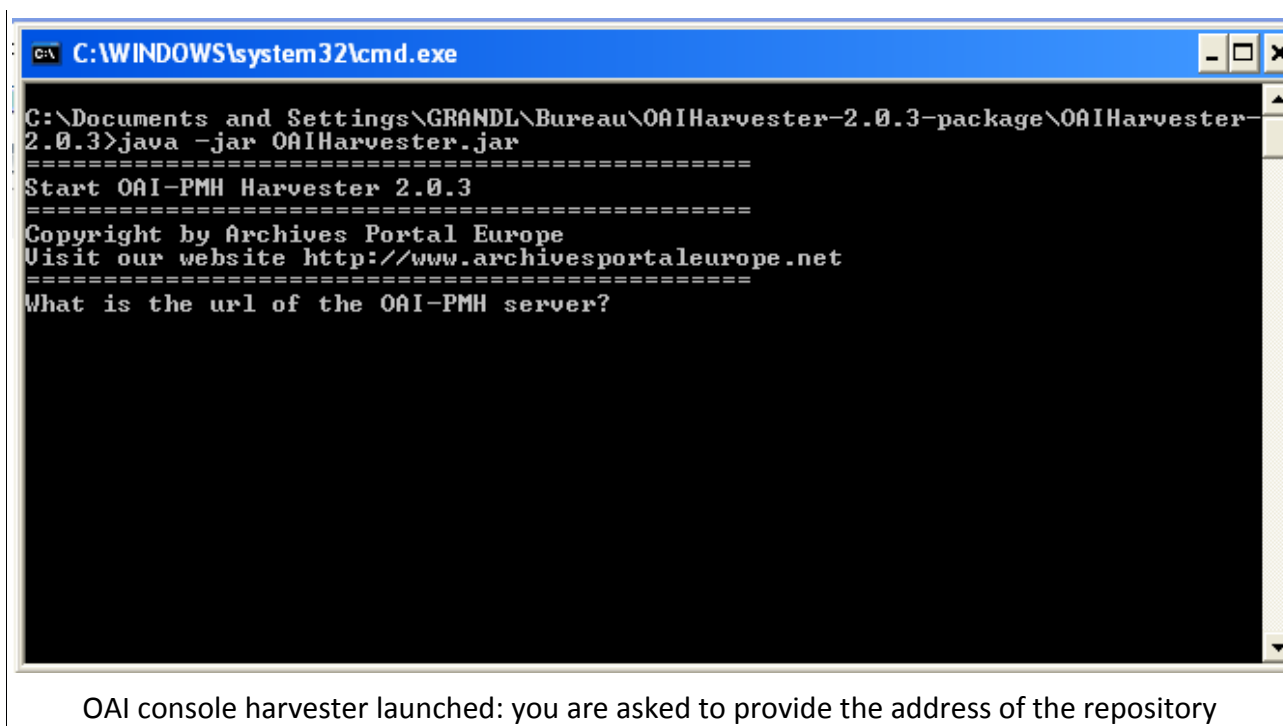 C:\WINDOWS\system32\cmd.exe
C:\Documents and Settings\GRANDL\Bureau\OAIHarvester-2.0.3-package\OAIHarvester-
2.0.3>java -jar OAIHarvester.jar
==================================================
Start OAI-PMH Harvester 2.0.3
==================================================
Copyright by Archives Portal Europe
Visit our website http://www.archivesportaleurope.net
==================================================
What is the url of the OAI-PMH server?
OAI console harvester launched: you are asked to provide the address of the repository